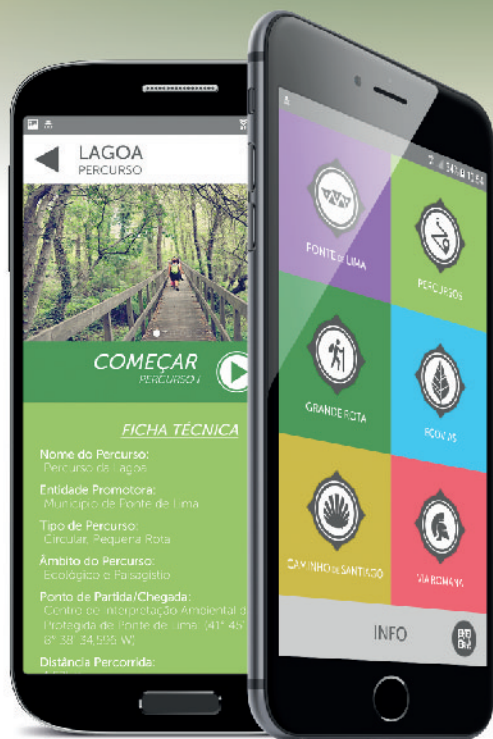 LAGOA
PERCURSO
COMEÇAR
PERCURSO
FICHA TÉCNICA
Nome do Percurso:
Percurso da Lagoa
Entidade Promotora:
Município de Ponte de Lima
Tipo de Percurso:
Circular, Pequena Rota
Âmbito do Percurso:
Ecológico e Paisagístio
Ponto de Partida/Chegada:
Centro de Interpretação Ambiental d
Protegida de Ponte de Lima. (41° 45'
8° 38' 34,595 W)
Distância Percorrida:
PONTE DE LIMA
PERCURSOS
GRANDE ROTA
ECOVIAS
CAMINHO DE SANTIAGO
VIA ROMANA
INFO